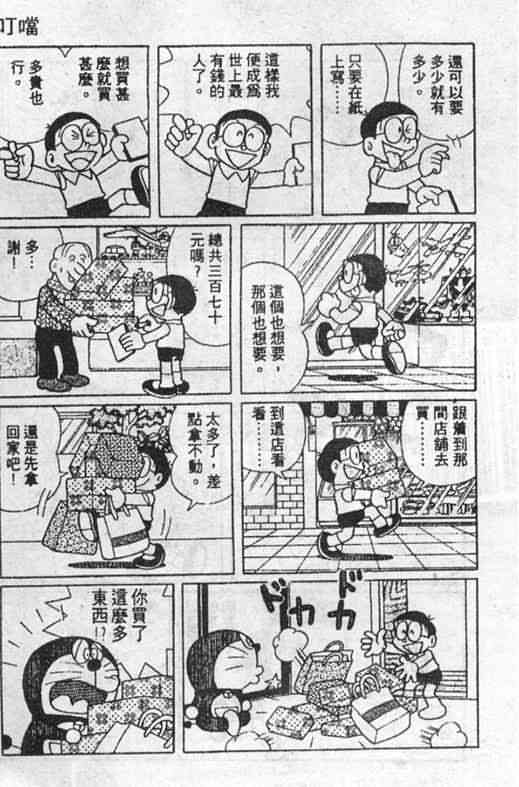 叮噹
還可以要
多少就有
多少。
只要在紙
上寫……
這樣我
便成為
世上最
有錢的
人了。
想買甚
麼就買
甚麼。
多貴也
行。
這個也想要，
那個也想要。
總共三百七十
元嗎？
多…
謝！
跟着到那
間店舖去
買……
到這店看
看……
太多了，差
點拿不動。
還是先拿
回家吧！
ドカ
ドカ
你買了
這麼多
東西!?